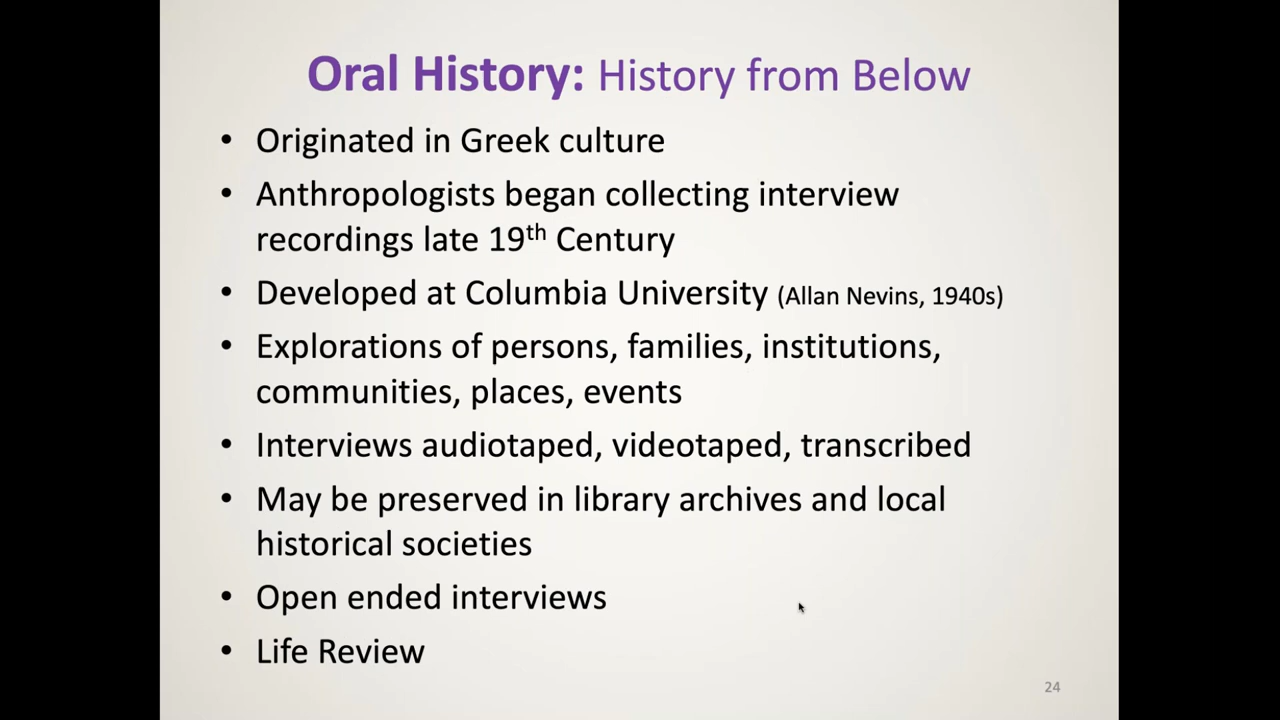 Oral History: History from Below
• Originated in Greek culture
• Anthropologists began collecting interview
recordings late 19th Century
• Developed at Columbia University (Allan Nevins, 1940s)
• Explorations of persons, families, institutions,
communities, places, events
• Interviews audiotaped, videotaped, transcribed
• May be preserved in library archives and local
historical societies
• Open ended interviews
• Life Review
24